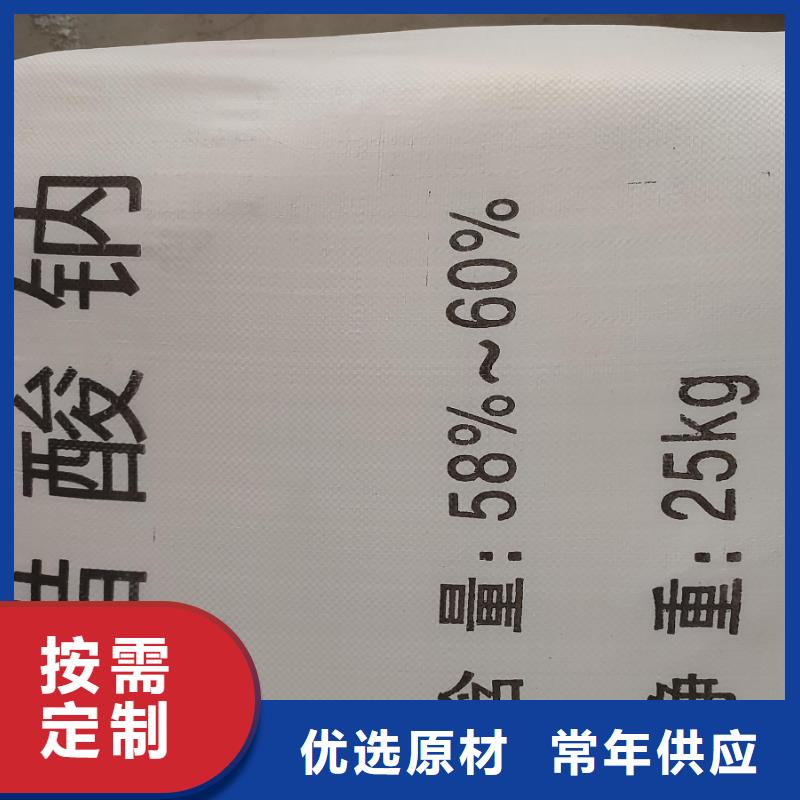 酸钠
量:58%~60%
重:25kg
按需
定制
优选原材 常年供应